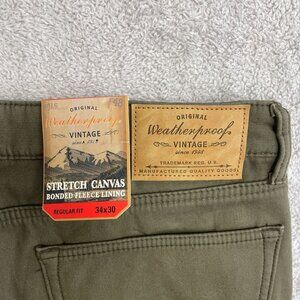 ORIGINAL
Weatherproof
VINTAGE
since 1948
STRETCH CANVAS
BONDED FLEECE LINING
REGULAR FIT 34x30
ORIGINAL
Weatherproof
VINTAGE
since 1948
TRADEMARK REG. U.S.
MANUFACTURED QUALITY GOODS